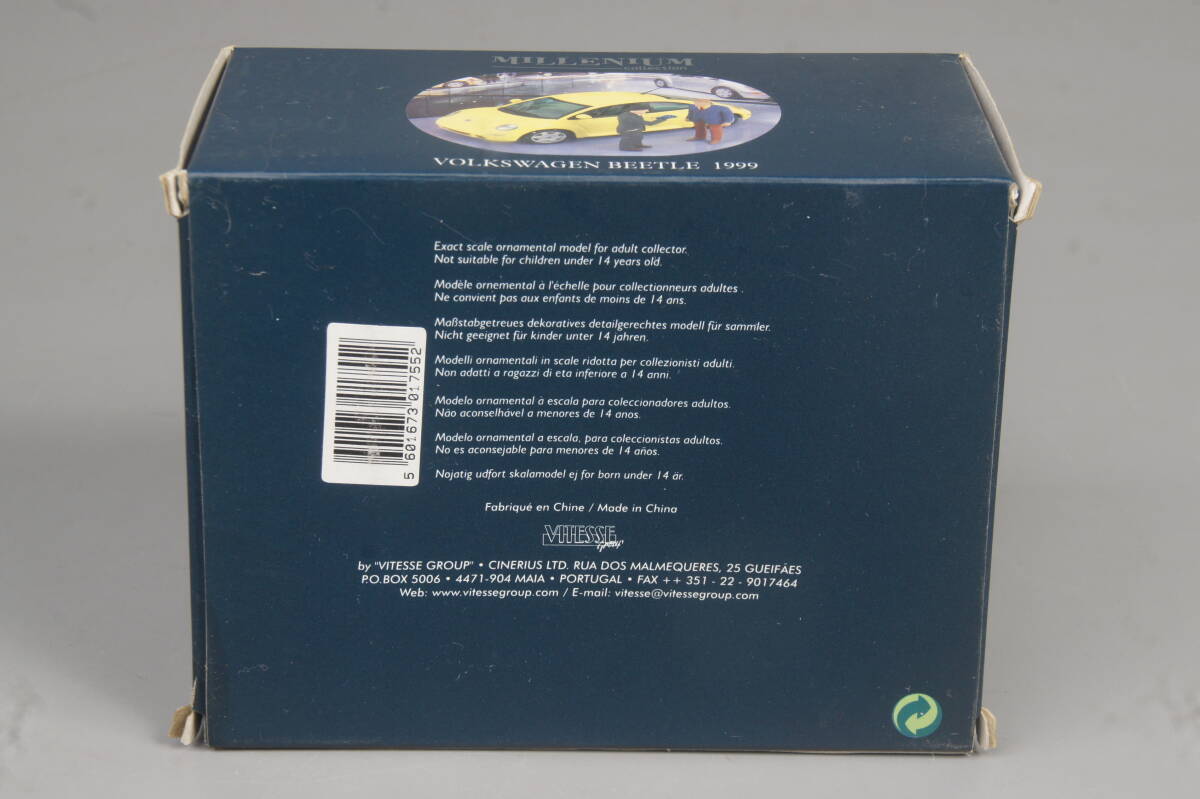 MILLENIUM
collection
VOLKSWAGEN BEETLE 1999
Exact scale ornamental model for adult collector.
Not suitable for children under 14 years old.
Modèle ornemental à l'échelle pour collectionneurs adultes .
Ne convient pas aux enfants de moins de 14 ans.
Maßstabgetreues dekoratives detailgerechtes modell für sammler.
Nicht geeignet für kinder unter 14 jahren.
Modelli ornamentali in scale ridotta per collezionisti adulti.
Non adatti a ragazzi di eta inferiore a 14 anni.
Modelo ornamental à escala para coleccionadores adultos.
Não aconselhável a menores de 14 anos.
Modelo ornamental a escala, para coleccionistas adultos.
No es aconsejable para menores de 14 años.
Nojatig udfort skalamodel ej for born under 14 år.
5 601673 017552
Fabriqué en Chine / Made in China
VITESSE
group
by "VITESSE GROUP" • CINERIUS LTD. RUA DOS MALMEQUERES, 25 GUEIFÃES
P.O.BOX 5006 • 4471-904 MAIA • PORTUGAL • FAX ++ 351 - 22 - 9017464
Web: www.vitessegroup.com / E-mail: vitesse@vitessegroup.com